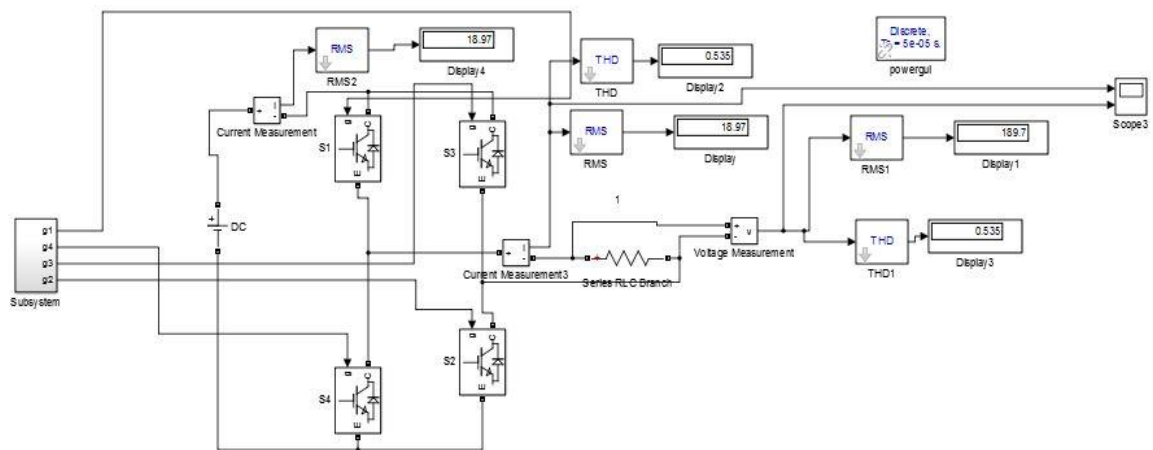 Discrete,
Ts = 5e-05 s.
powergui
RMS
RMS2
18.97
Display4
THD
THD
0.535
Display2
Scope3
+
-
i
Current Measurement
g
C
E
S1
g
C
E
S3
RMS
RMS
18.97
Display
RMS
RMS1
189.7
Display1
1
+
DC
Subsystem
g1
g4
g3
g2
+
-
i
Current Measurement3
+
Series RLC Branch
+
-
v
Voltage Measurement
THD
THD1
0.535
Display3
g
C
E
S2
g
C
E
S4